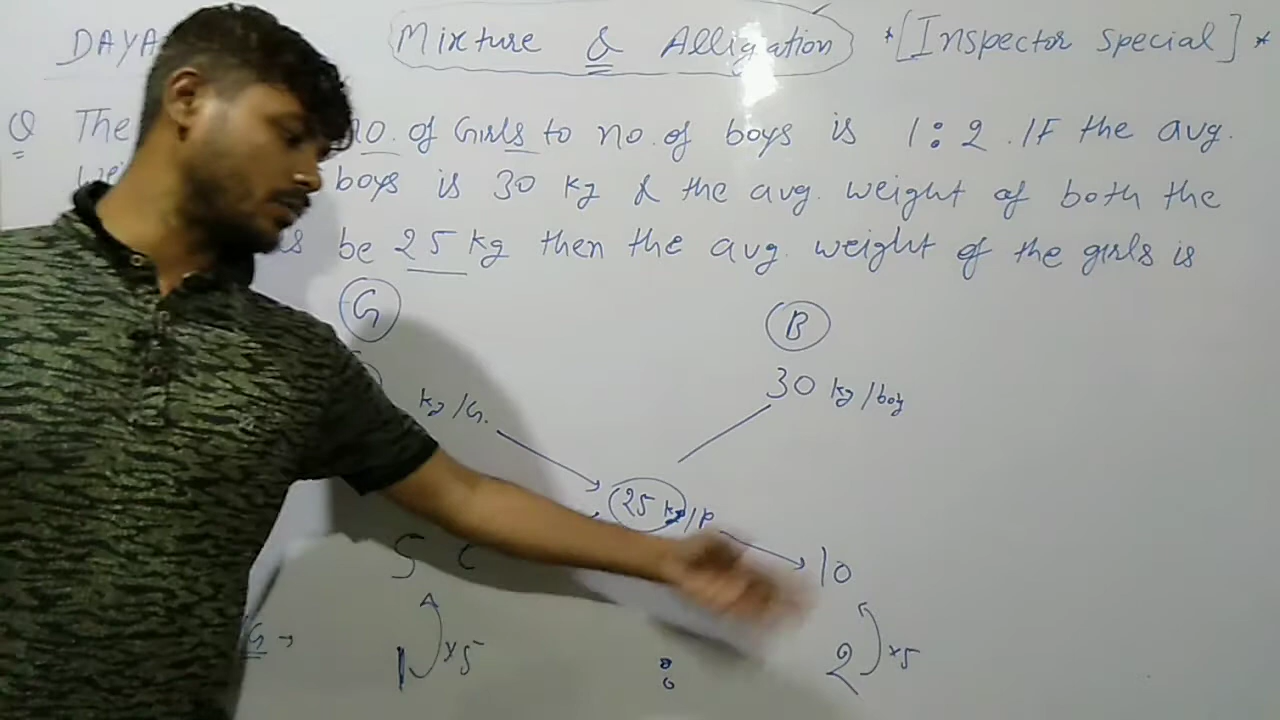 DAYA Mixture & Alligation *[Inspector Special]*
Q The no. of Girls to no. of boys is 1:2. If the avg.
boys is 30 kg & the avg. weight of both the
be 25 kg then the avg. weight of the girls is
G B
kg/G. 30 kg/boy
25 kg/P
5 10
G →
1 ×5 : 2 ×5